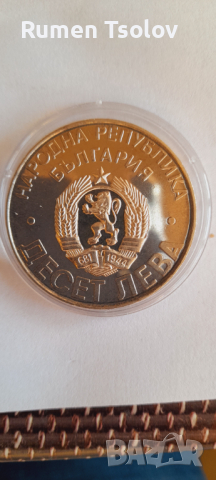 Rumen Tsolov
НАРОДНА РЕПУБЛИКА
БЪЛГАРИЯ
681 1944
ДЕСЕТ ЛЕВА
BAZAR